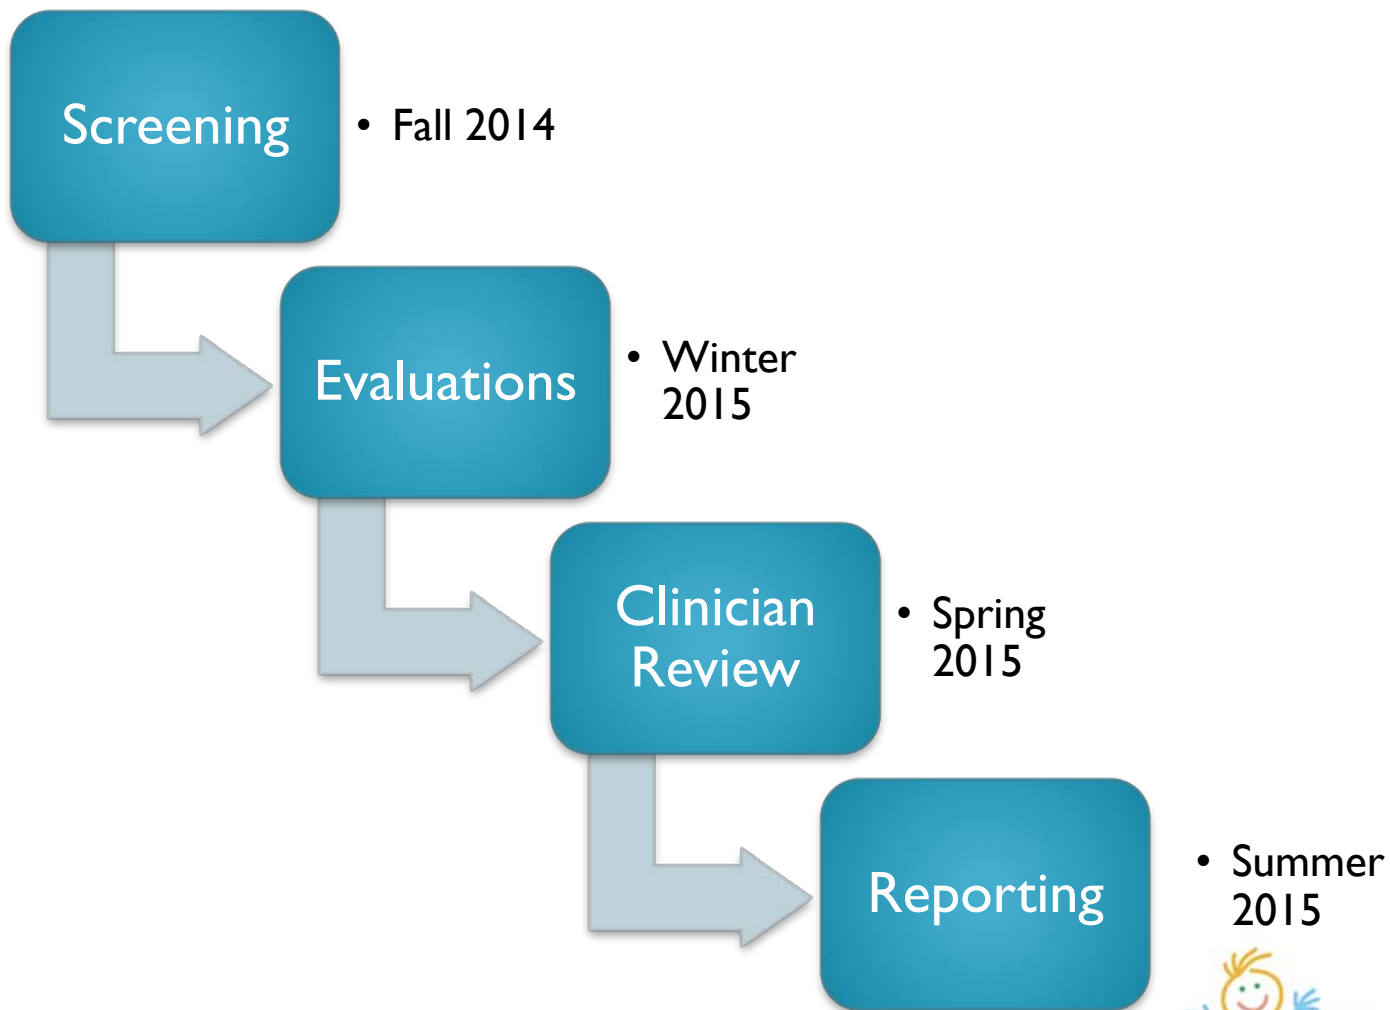 Screening
• Fall 2014
Evaluations
• Winter
2015
Clinician
Review
• Spring
2015
Reporting
• Summer
2015